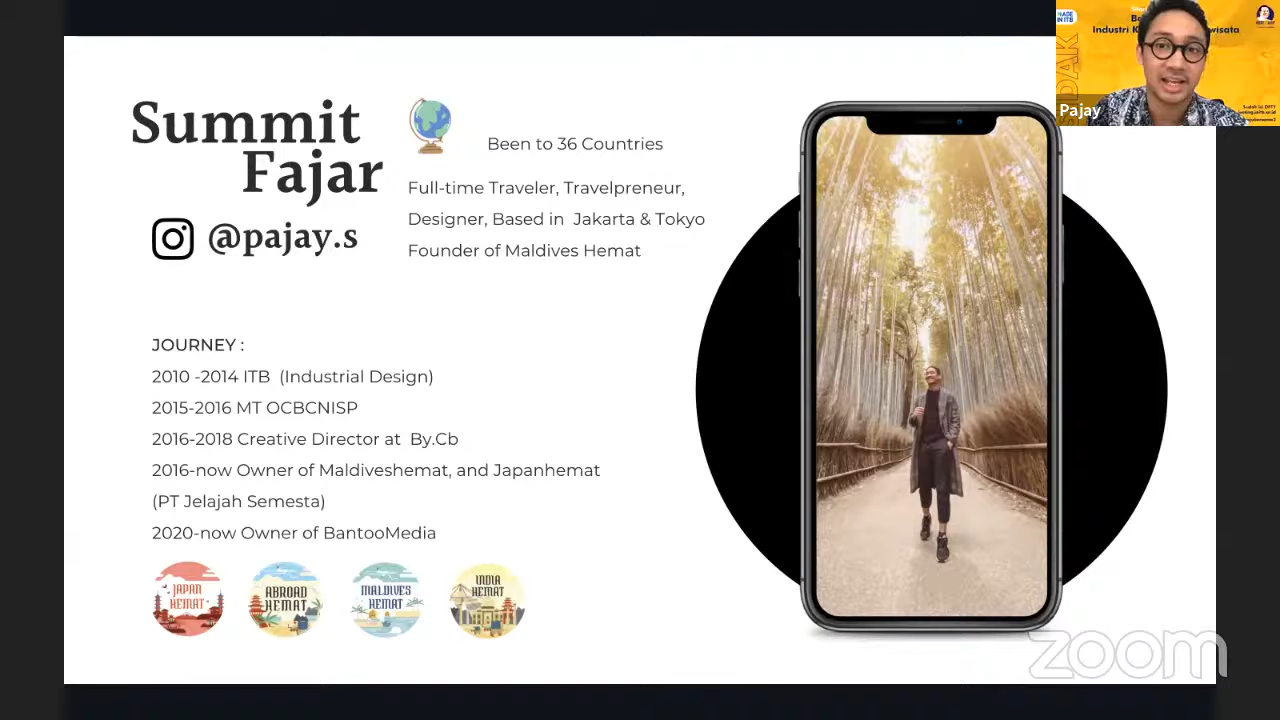 Summit
Fajar
@pajay.s
Been to 36 Countries
Full-time Traveler, Travelpreneur,
Designer, Based in Jakarta & Tokyo
Founder of Maldives Hemat
JOURNEY :
2010 -2014 ITB (Industrial Design)
2015-2016 MT OCBCNISP
2016-2018 Creative Director at By.Cb
2016-now Owner of Maldiveshemat, and Japanhemat
(PT Jelajah Semesta)
2020-now Owner of BantooMedia
JAPAN
HEMAT
ABROAD
HEMAT
MALDIVES
HEMAT
INDIA
HEMAT
Industri
Pajay
zoom